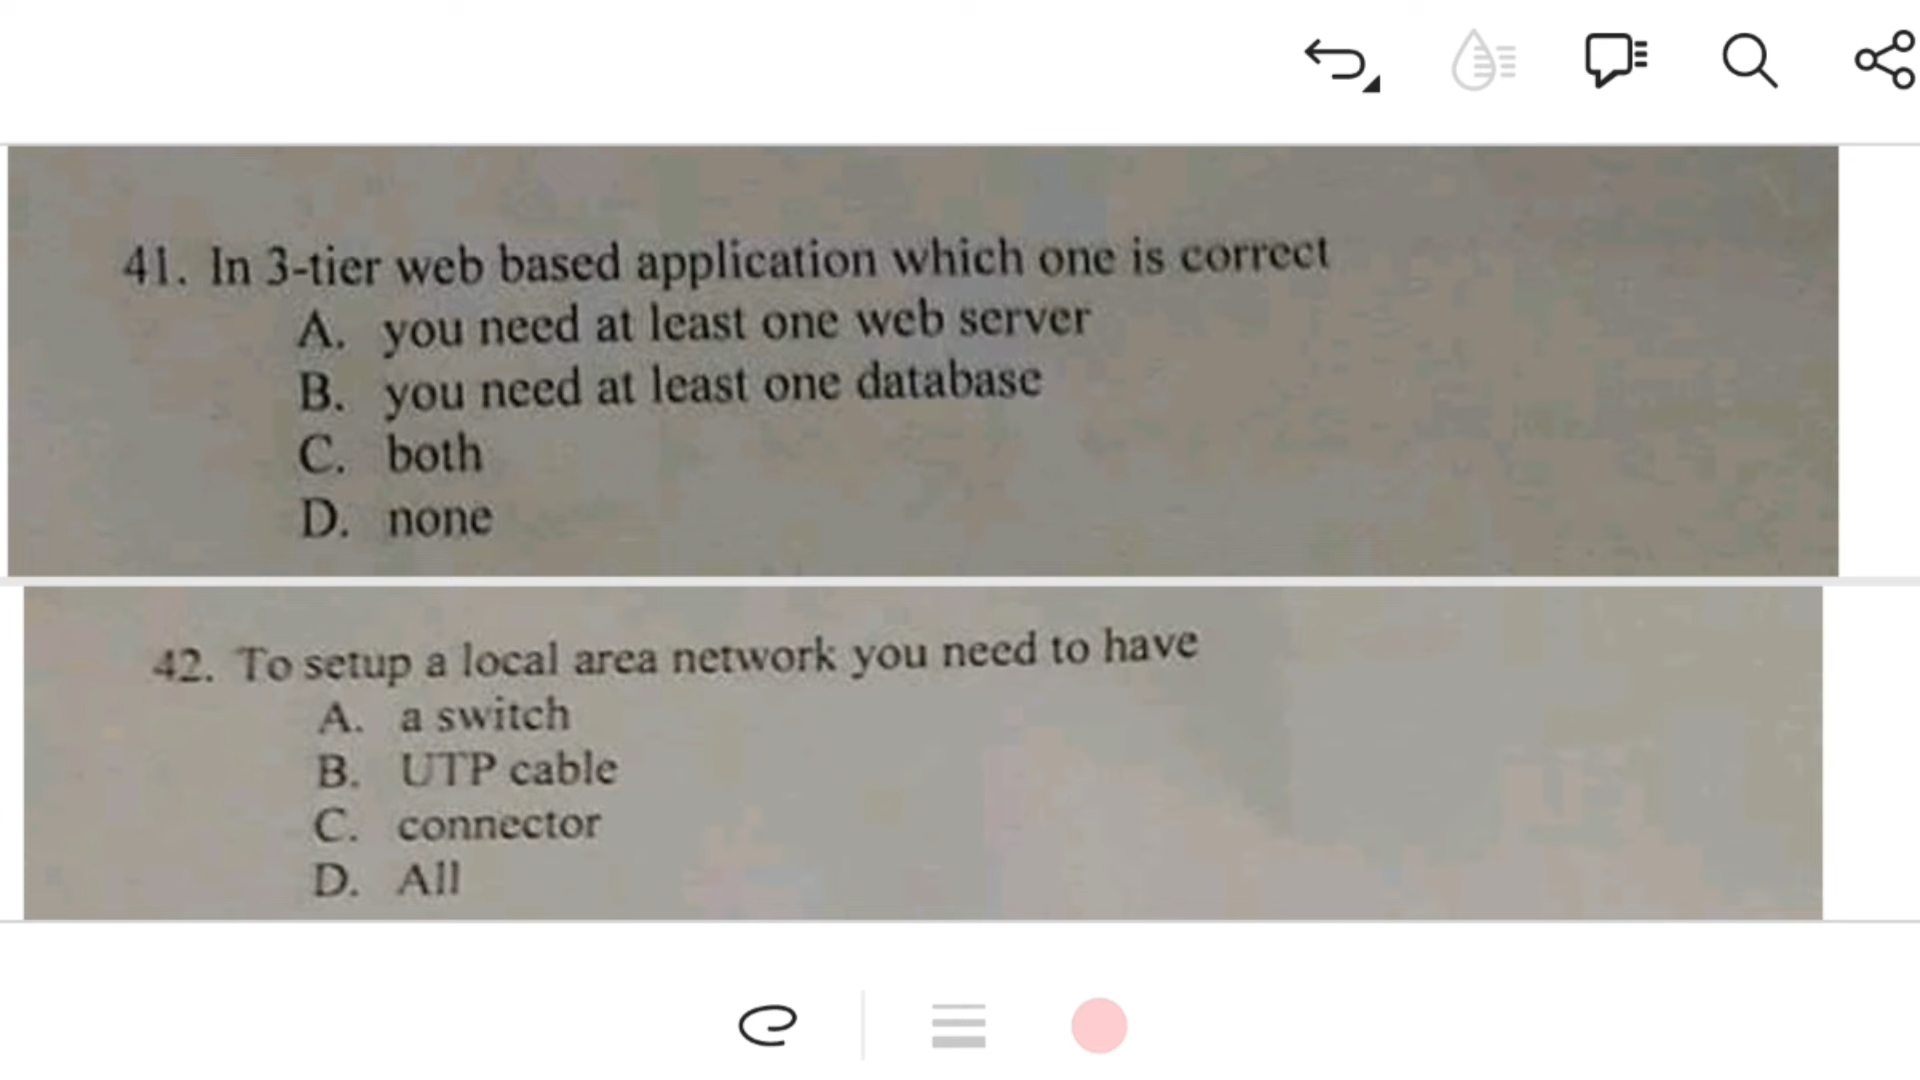 41. In 3-tier web based application which one is correct
A. you need at least one web server
B. you need at least one database
C. both
D. none
42. To setup a local area network you need to have
A. a switch
B. UTP cable
C. connector
D. All